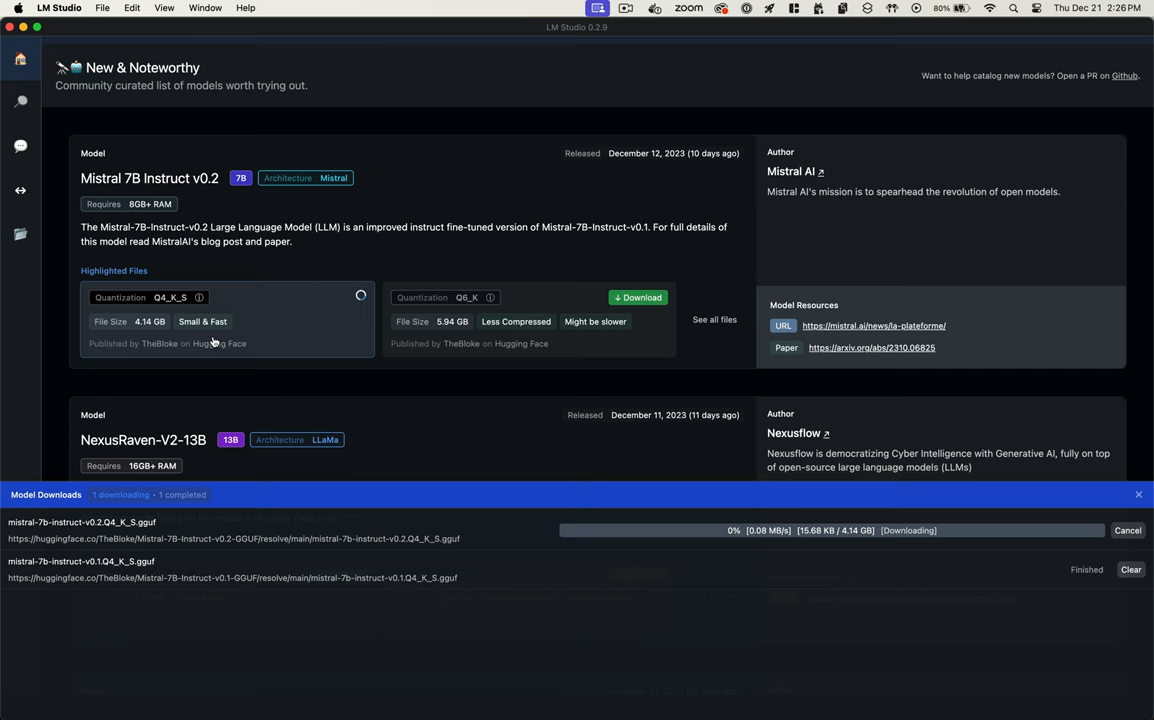 LM Studio File Edit View Window Help
zoom 80% Thu Dec 21 2:26 PM
LM Studio 0.2.9
New & Noteworthy
Community curated list of models worth trying out.
Want to help catalog new models? Open a PR on Github.
Model
Released December 12, 2023 (10 days ago)
Mistral 7B Instruct v0.2 7B Architecture Mistral
Requires 8GB+ RAM
The Mistral-7B-Instruct-v0.2 Large Language Model (LLM) is an improved instruct fine-tuned version of Mistral-7B-Instruct-v0.1. For full details of
this model read MistralAI's blog post and paper.
Highlighted Files
Quantization Q4_K_S
File Size 4.14 GB Small & Fast
Published by TheBloke on Hugging Face
Quantization Q6_K Download
File Size 5.94 GB Less Compressed Might be slower
Published by TheBloke on Hugging Face
See all files
Author
Mistral AI
Mistral AI's mission is to spearhead the revolution of open models.
Model Resources
URL https://mistral.ai/news/la-plateforme/
Paper https://arxiv.org/abs/2310.06825
Model
Released December 11, 2023 (11 days ago)
NexusRaven-V2-13B 13B Architecture LLaMa
Requires 16GB+ RAM
Author
Nexusflow
Nexusflow is democratizing Cyber Intelligence with Generative AI, fully on top
of open-source large language models (LLMs)
Model Downloads 1 downloading • 1 completed
mistral-7b-instruct-v0.2.Q4_K_S.gguf
https://huggingface.co/TheBloke/Mistral-7B-Instruct-v0.2-GGUF/resolve/main/mistral-7b-instruct-v0.2.Q4_K_S.gguf
0% [0.08 MB/s] [15.68 KB / 4.14 GB] [Downloading] Cancel
mistral-7b-instruct-v0.1.Q4_K_S.gguf
https://huggingface.co/TheBloke/Mistral-7B-Instruct-v0.1-GGUF/resolve/main/mistral-7b-instruct-v0.1.Q4_K_S.gguf
Finished Clear